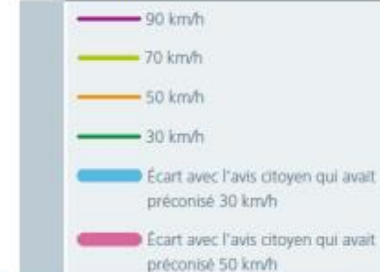 90 km/h
70 km/h
50 km/h
30 km/h
Écart avec l'avis citoyen qui avait
préconisé 30 km/h
Écart avec l'avis citoyen qui avait
préconisé 50 km/h